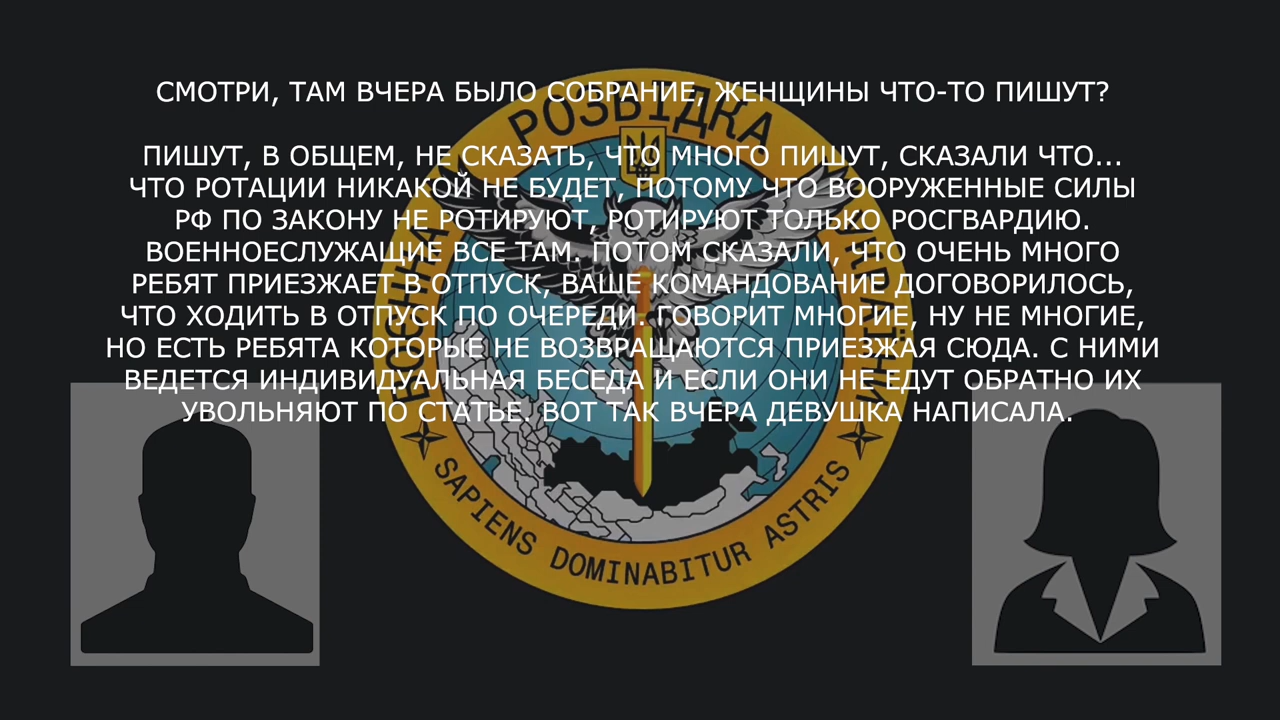 СМОТРИ, ТАМ ВЧЕРА БЫЛО СОБРАНИЕ, ЖЕНЩИНЫ ЧТО-ТО ПИШУТ?
ПИШУТ, В ОБЩЕМ, НЕ СКАЗАТЬ, ЧТО МНОГО ПИШУТ, СКАЗАЛИ ЧТО...
ЧТО РОТАЦИИ НИКАКОЙ НЕ БУДЕТ, ПОТОМУ ЧТО ВООРУЖЕННЫЕ СИЛЫ
РФ ПО ЗАКОНУ НЕ РОТИРУЮТ, РОТИРУЮТ ТОЛЬКО РОСГВАРДИЮ.
ВОЕННОЕСЛУЖАЩИЕ ВСЕ ТАМ. ПОТОМ СКАЗАЛИ, ЧТО ОЧЕНЬ МНОГО
РЕБЯТ ПРИЕЗЖАЕТ В ОТПУСК, ВАШЕ КОМАНДОВАНИЕ ДОГОВОРИЛОСЬ,
ЧТО ХОДИТЬ В ОТПУСК ПО ОЧЕРЕДИ. ГОВОРИТ МНОГИЕ, НУ НЕ МНОГИЕ,
НО ЕСТЬ РЕБЯТА КОТОРЫЕ НЕ ВОЗВРАЩАЮТСЯ ПРИЕЗЖАЯ СЮДА. С НИМИ
ВЕДЕТСЯ ИНДИВИДУАЛЬНАЯ БЕСЕДА И ЕСЛИ ОНИ НЕ ЕДУТ ОБРАТНО ИХ
УВОЛЬНЯЮТ ПО СТАТЬЕ. ВОТ ТАК ВЧЕРА ДЕВУШКА НАПИСАЛА.
РОЗВІДКА
SAPIENS DOMINABITUR ASTRIS